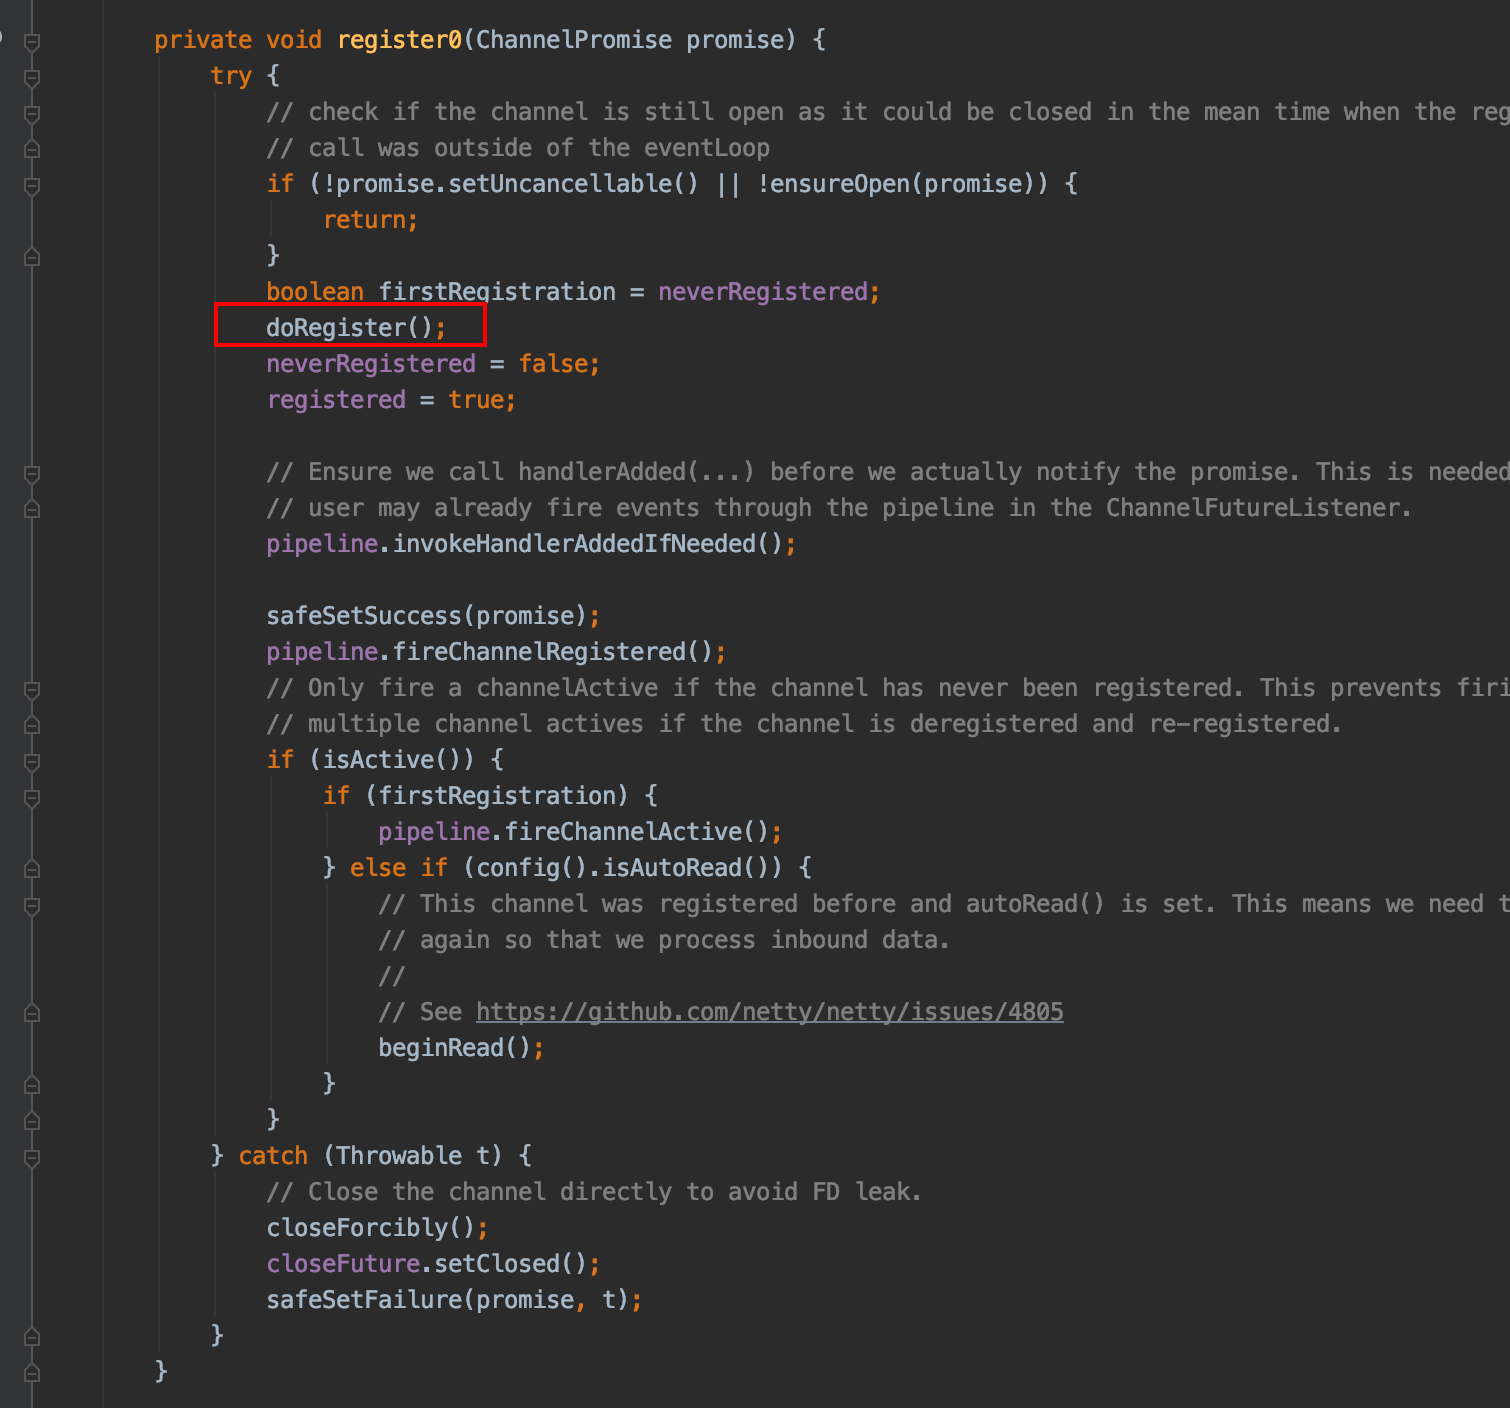 private void register0(ChannelPromise promise) {
try {
// check if the channel is still open as it could be closed in the mean time when the
// call was outside of the eventLoop
if (!promise.setUncancellable() || !ensureOpen(promise)) {
return;
}
boolean firstRegistration = neverRegistered;
doRegister();
neverRegistered = false;
registered = true;
// Ensure we call handlerAdded(...) before we actually notify the promise. This is needed
// user may already fire events through the pipeline in the ChannelFutureListener.
pipeline.invokeHandlerAddedIfNeeded();
safeSetSuccess(promise);
pipeline.fireChannelRegistered();
// Only fire a channelActive if the channel has never been registered. This prevents
// multiple channel actives if the channel is deregistered and re-registered.
if (isActive()) {
if (firstRegistration) {
pipeline.fireChannelActive();
} else if (config().isAutoRead()) {
// This channel was registered before and autoRead() is set. This means we need
// again so that we process inbound data.
//
// See https://github.com/netty/netty/issues/4805
beginRead();
}
}
} catch (Throwable t) {
// Close the channel directly to avoid FD leak.
closeForcibly();
closeFuture.setClosed();
safeSetFailure(promise, t);
}
}